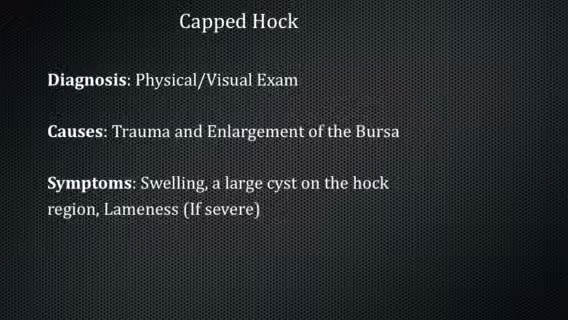 Capped Hock
Diagnosis: Physical/Visual Exam
Causes: Trauma and Enlargement of the Bursa
Symptoms: Swelling, a large cyst on the hock
region, Lameness (If severe)